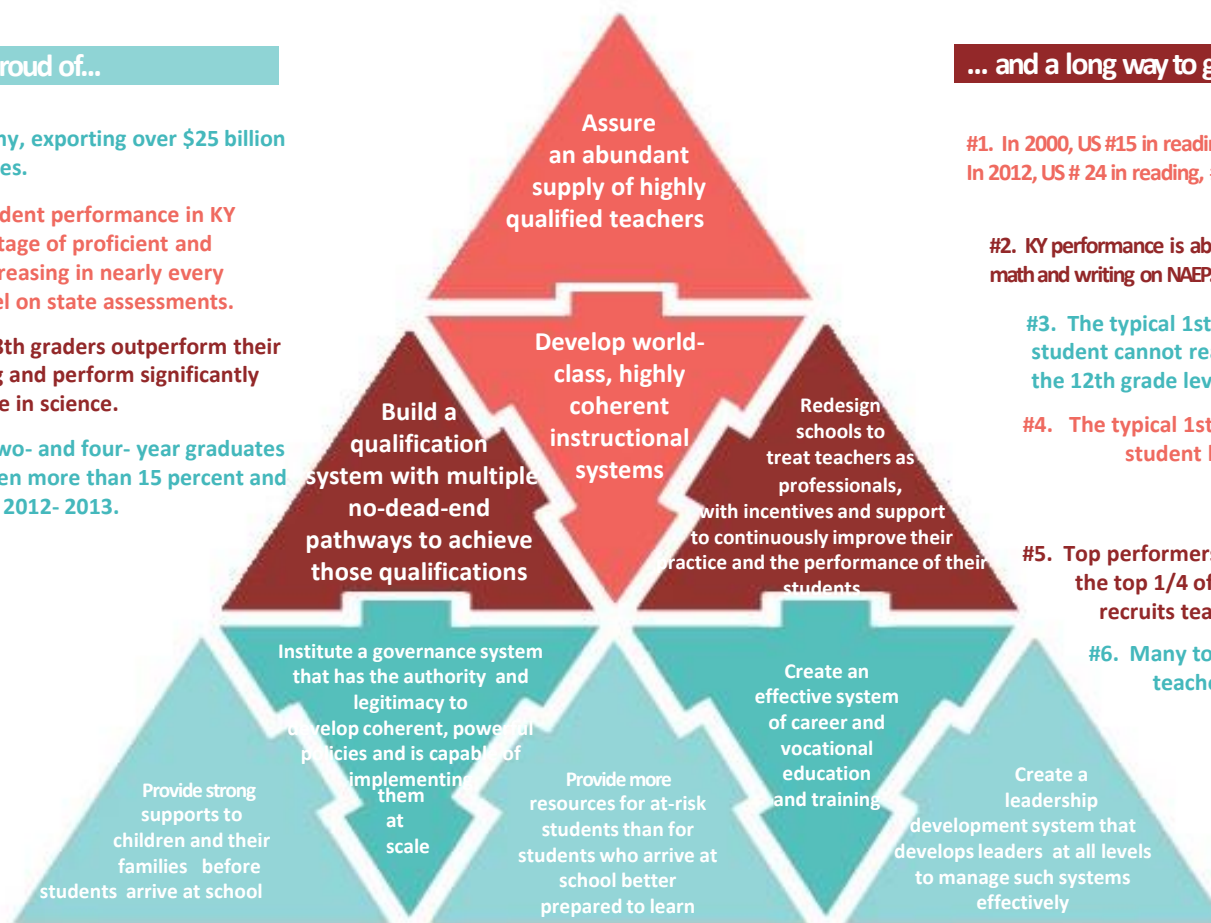 roud of...
ny, exporting over $25 billion
es.
dent performance in KY
tage of proficient and
reasing in nearly every
el on state assessments.
8th graders outperform their
g and perform significantly
e in science.
wo- and four- year graduates
en more than 15 percent and
2012- 2013.
Assure
an abundant
supply of highly
qualified teachers
Develop world-
class, highly
coherent
instructional
systems
Build a
qualification
system with multiple
no-dead-end
pathways to achieve
those qualifications
Redesign
schools to
treat teachers as
professionals,
with incentives and support
to continuously improve their
practice and the performance of their
students
Institute a governance system
that has the authority and
legitimacy to
develop coherent, powerful
policies and is capable of
implementing
them
at
scale
Create an
effective system
of career and
vocational
education
and training
Provide strong
supports to
children and their
families before
students arrive at school
Provide more
resources for at-risk
students than for
students who arrive at
school better
prepared to learn
Create a
leadership
development system that
develops leaders at all levels
to manage such systems
effectively
... and a long way to g
#1. In 2000, US #15 in readin
In 2012, US # 24 in reading,
#2. KY performance is ab
math and writing on NAEP.
#3. The typical 1st
student cannot rea
the 12th grade lev
#4. The typical 1st
student
#5. Top performers
the top 1/4 of
recruits tea
#6. Many to
teache